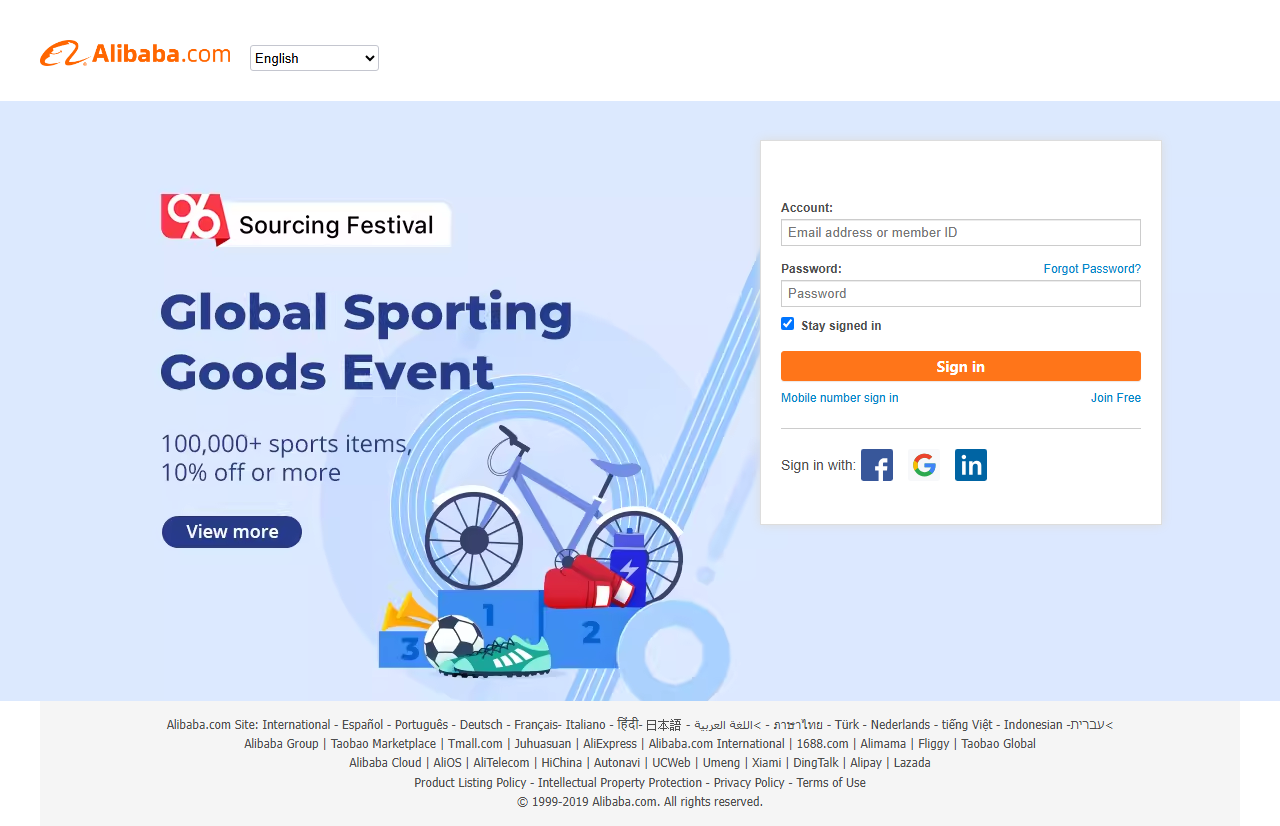 Alibaba.com
English
96 Sourcing Festival
Global Sporting
Goods Event
100,000+ sports items,
10% off or more
View more
1
2
3
Account:
Email address or member ID
Password: Forgot Password?
Password
Stay signed in
Sign in
Mobile number sign in Join Free
Sign in with:
Alibaba.com Site: International - Español - Português - Deutsch - Français- Italiano - हिंदी- 日本語 - اللغة العربية> - ภาษาไทย - Türk - Nederlands - tiếng Việt - Indonesian -עברית>
Alibaba Group | Taobao Marketplace | Tmall.com | Juhuasuan | AliExpress | Alibaba.com International | 1688.com | Alimama | Fliggy | Taobao Global
Alibaba Cloud | AliOS | AliTelecom | HiChina | Autonavi | UCWeb | Umeng | Xiami | DingTalk | Alipay | Lazada
Product Listing Policy - Intellectual Property Protection - Privacy Policy - Terms of Use
© 1999-2019 Alibaba.com. All rights reserved.